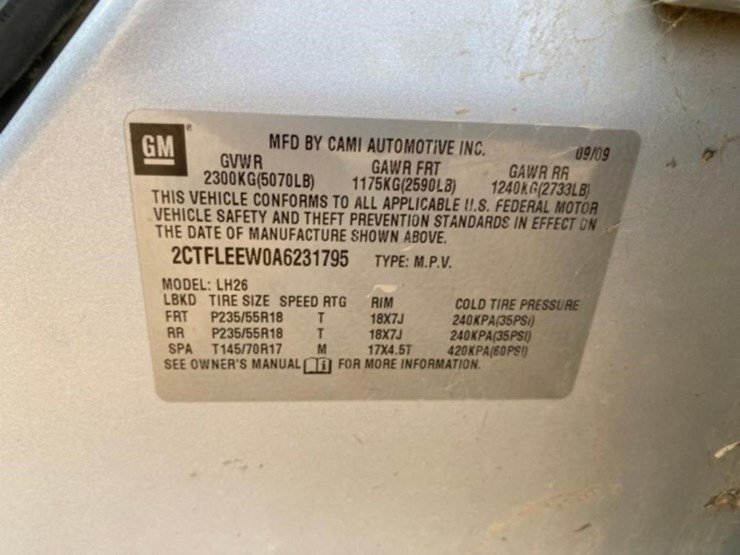 GM ®
MFD BY CAMI AUTOMOTIVE INC. 09/09
GVWR GAWR FRT GAWR RR
2300KG(5070LB) 1175KG(2590LB) 1240KG(2733LB)
THIS VEHICLE CONFORMS TO ALL APPLICABLE U.S. FEDERAL MOTOR
VEHICLE SAFETY AND THEFT PREVENTION STANDARDS IN EFFECT ON
THE DATE OF MANUFACTURE SHOWN ABOVE.
2CTFLEEW0A6231795 TYPE: M.P.V.
MODEL: LH26
LBKD TIRE SIZE SPEED RTG RIM COLD TIRE PRESSURE
FRT P235/55R18 T 18X7J 240KPA(35PSI)
RR P235/55R18 T 18X7J 240KPA(35PSI)
SPA T145/70R17 M 17X4.5T 420KPA(60PSI)
SEE OWNER'S MANUAL FOR MORE INFORMATION.